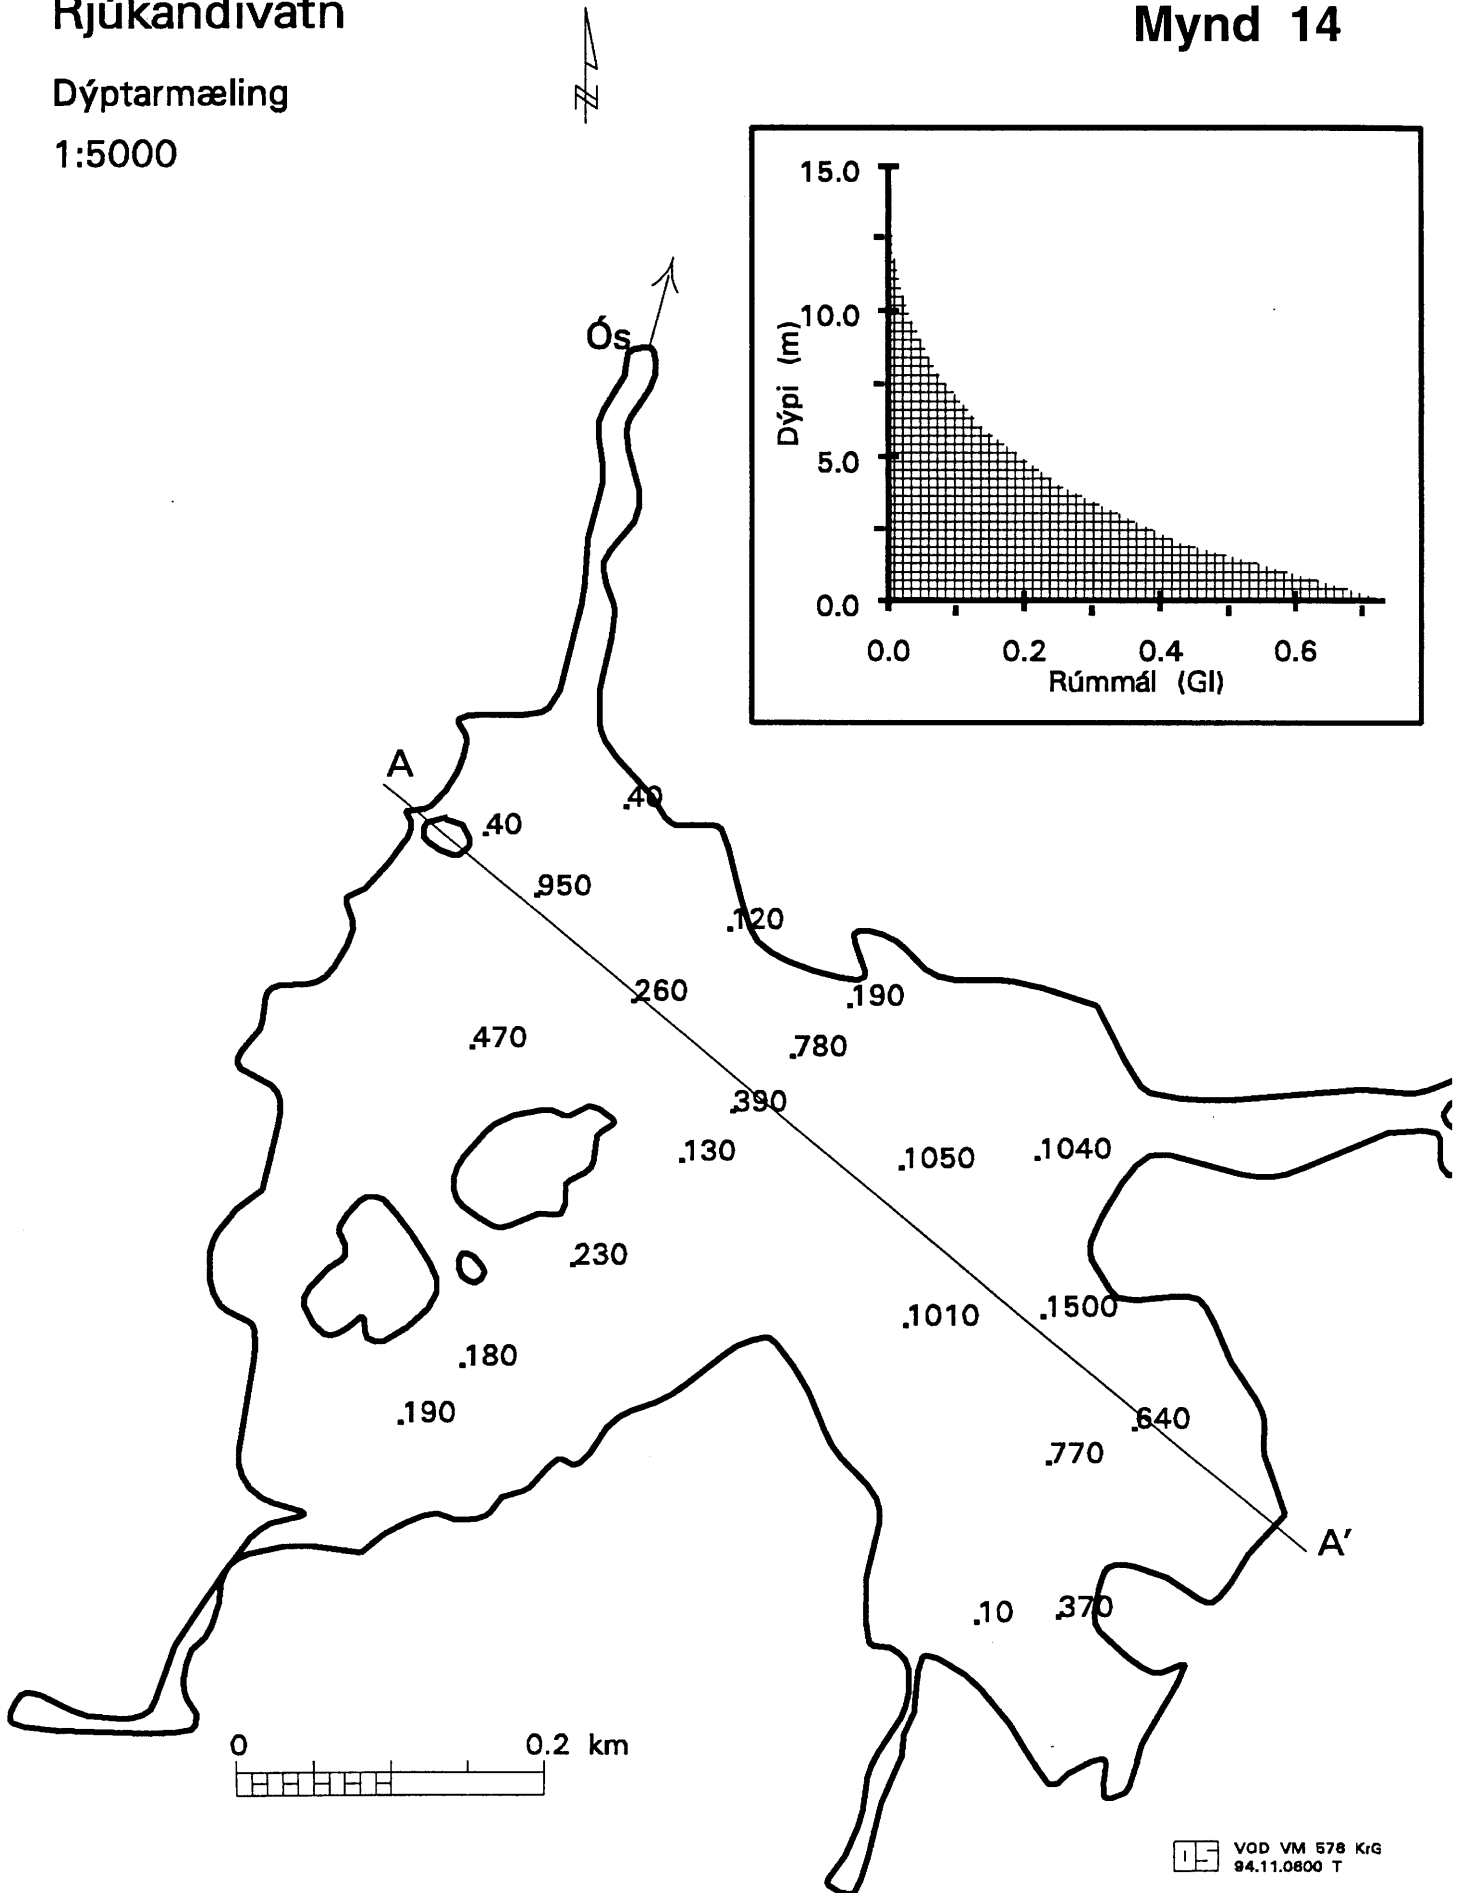 Rjúkandivatn
Mynd 14
Dýptarmæling
1:5000
15.0
10.0
5.0
0.0
Dýpi (m)
0.0 0.2 0.4 0.6
Rúmmál (Gl)
Ós
A
.40
.40
.950
.120
.260
.190
.470
.780
.390
.130
.1050
.1040
.230
.1010
.1500
.180
.190
.640
.770
A'
.10
.370
0 0.2 km
OS
VOD VM 578 KrG
94.11.0600 T